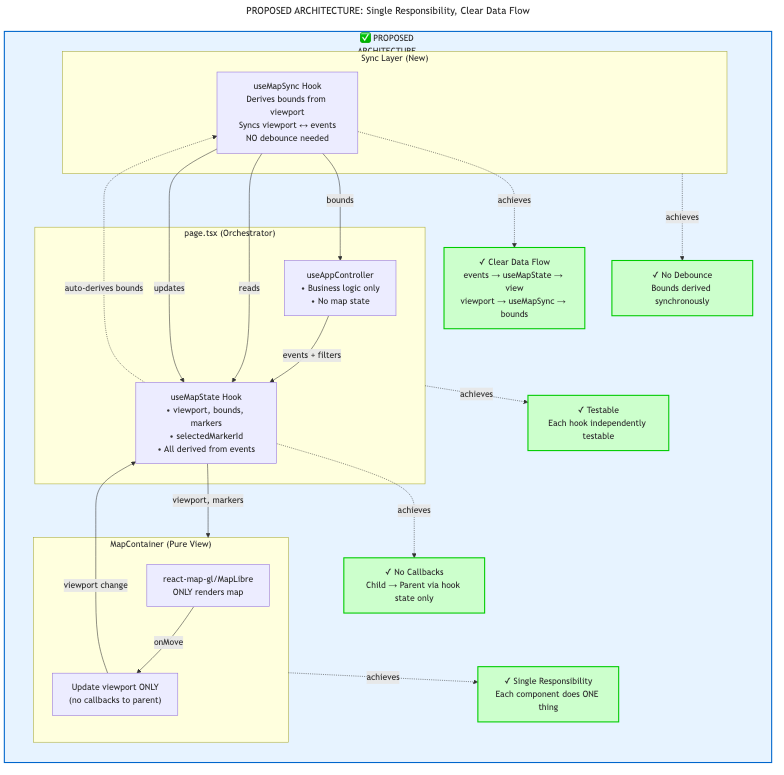 PROPOSED ARCHITECTURE: Single Responsibility, Clear Data Flow
✅ PROPOSED
ARCHITECTURE
Sync Layer (New)
useMapSync Hook
Derives bounds from
viewport
Syncs viewport ↔ events
NO debounce needed
achieves
bounds
achieves
page.tsx (Orchestrator)
✓ Clear Data Flow
events → useMapState →
view
viewport → useMapSync →
bounds
✓ No Debounce
Bounds derived
synchronously
useAppController
• Business logic only
• No map state
auto-derives bounds
updates
reads
events + filters
useMapState Hook
• viewport, bounds,
markers
• selectedMarkerId
• All derived from events
achieves
✓ Testable
Each hook independently
testable
viewport, markers
achieves
MapContainer (Pure View)
✓ No Callbacks
Child → Parent via hook
state only
viewport change
react-map-gl/MapLibre
ONLY renders map
onMove
Update viewport ONLY
(no callbacks to parent)
achieves
✓ Single Responsibility
Each component does ONE
thing